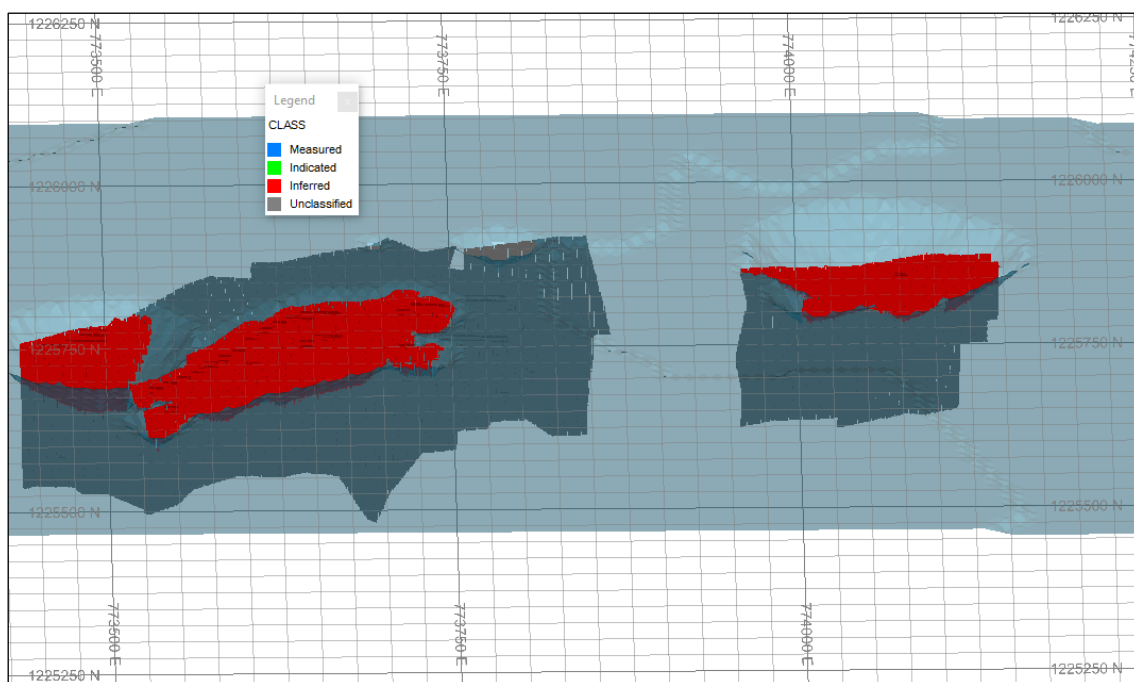 1226250 N
1226250 N
773500 E
773750 E
774000 E
774250 E
Legend
CLASS
Measured
Indicated
Inferred
Unclassified
1226000 N
1226000 N
1225750 N
1225750 N
1225500 N
1225500 N
773500 E
773750 E
774000 E
1225250 N
1225250 N